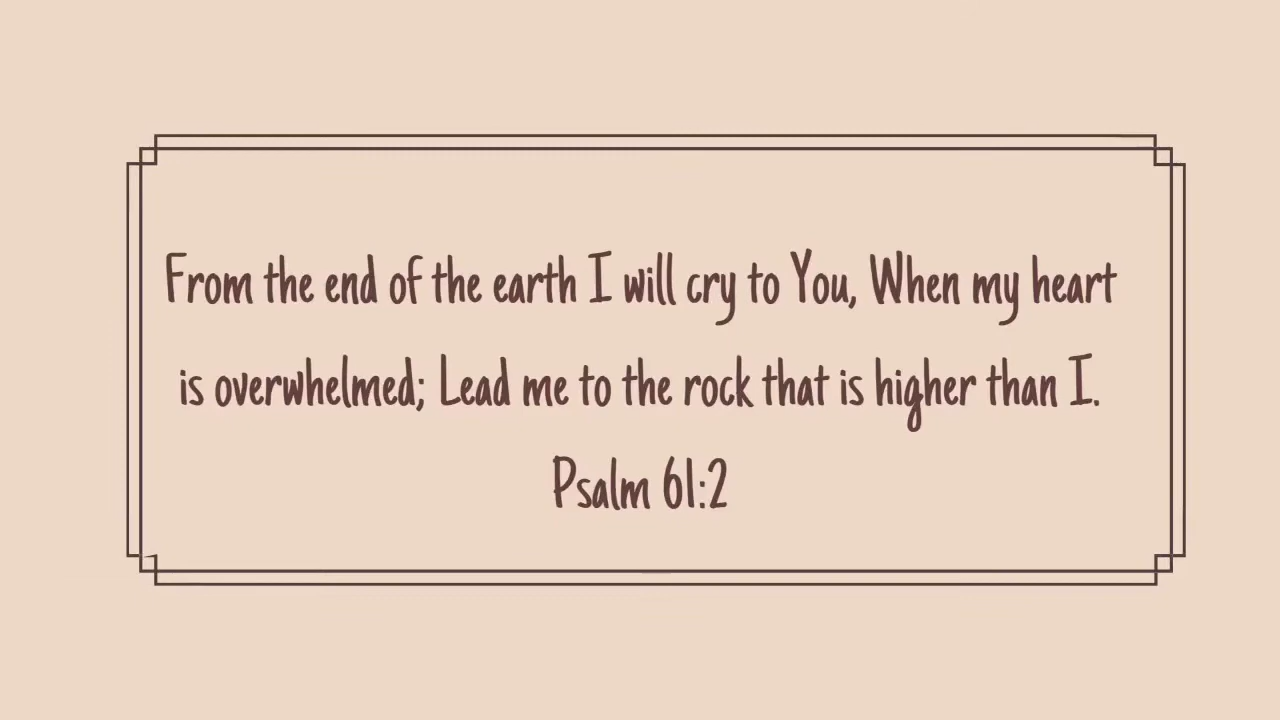 From the end of the earth I will cry to You, When my heart
is overwhelmed; Lead me to the rock that is higher than I.
Psalm 61:2